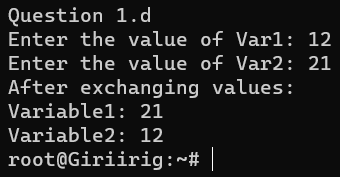 Question 1.d
Enter the value of Var1: 12
Enter the value of Var2: 21
After exchanging values:
Variable1: 21
Variable2: 12
root@Giriirig:~#